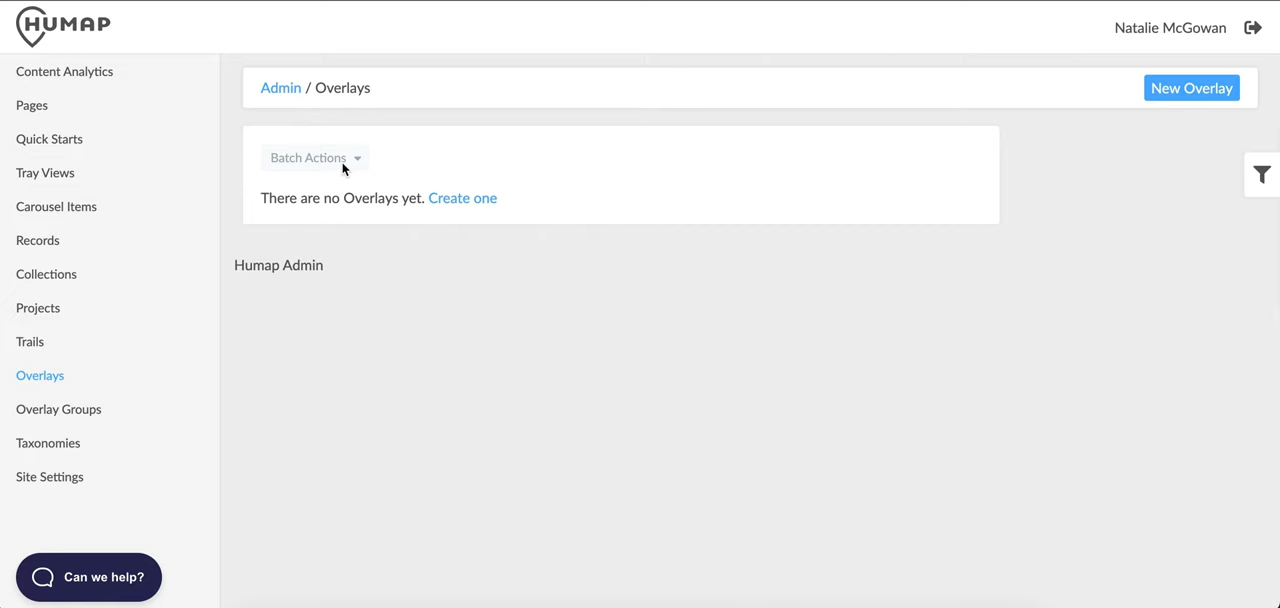 HUMAP
Natalie McGowan
Content Analytics
Pages
Quick Starts
Tray Views
Carousel Items
Records
Collections
Projects
Trails
Overlays
Overlay Groups
Taxonomies
Site Settings
Can we help?
Admin / Overlays
New Overlay
Batch Actions
There are no Overlays yet. Create one
Humap Admin